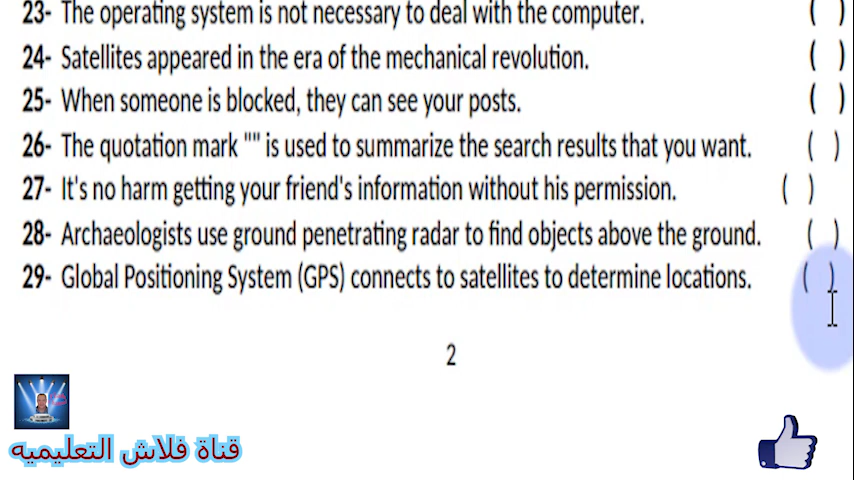 23- The operating system is not necessary to deal with the computer. ( )
24- Satellites appeared in the era of the mechanical revolution. ( )
25- When someone is blocked, they can see your posts. ( )
26- The quotation mark "" is used to summarize the search results that you want. ( )
27- It's no harm getting your friend's information without his permission. ( )
28- Archaeologists use ground penetrating radar to find objects above the ground. ( )
29- Global Positioning System (GPS) connects to satellites to determine locations. ( )
2
قناة فلاش التعليميه